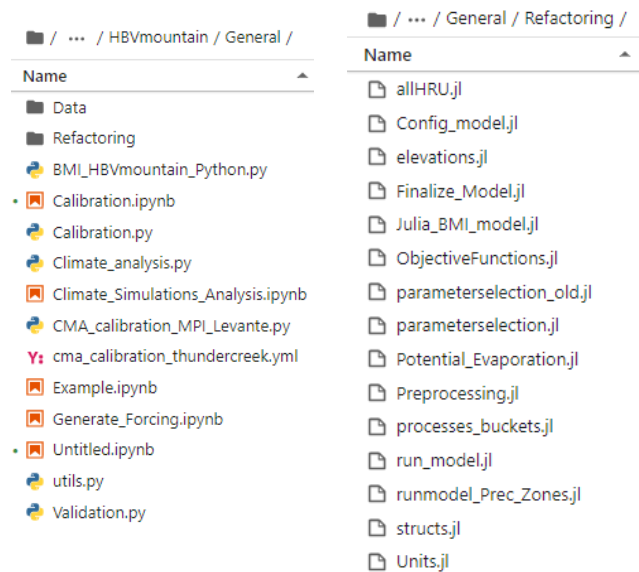 / ··· / HBVmountain / General /
Name
Data
Refactoring
BMI_HBVmountain_Python.py
Calibration.ipynb
Calibration.py
Climate_analysis.py
Climate_Simulations_Analysis.ipynb
CMA_calibration_MPI_Levante.py
Y: cma_calibration_thundercreek.yml
Example.ipynb
Generate_Forcing.ipynb
Untitled.ipynb
utils.py
Validation.py
/ ··· / General / Refactoring /
Name
allHRU.jl
Config_model.jl
elevations.jl
Finalize_Model.jl
Julia_BMI_model.jl
ObjectiveFunctions.jl
parameterselection_old.jl
parameterselection.jl
Potential_Evaporation.jl
Preprocessing.jl
processes_buckets.jl
run_model.jl
runmodel_Prec_Zones.jl
structs.jl
Units.jl